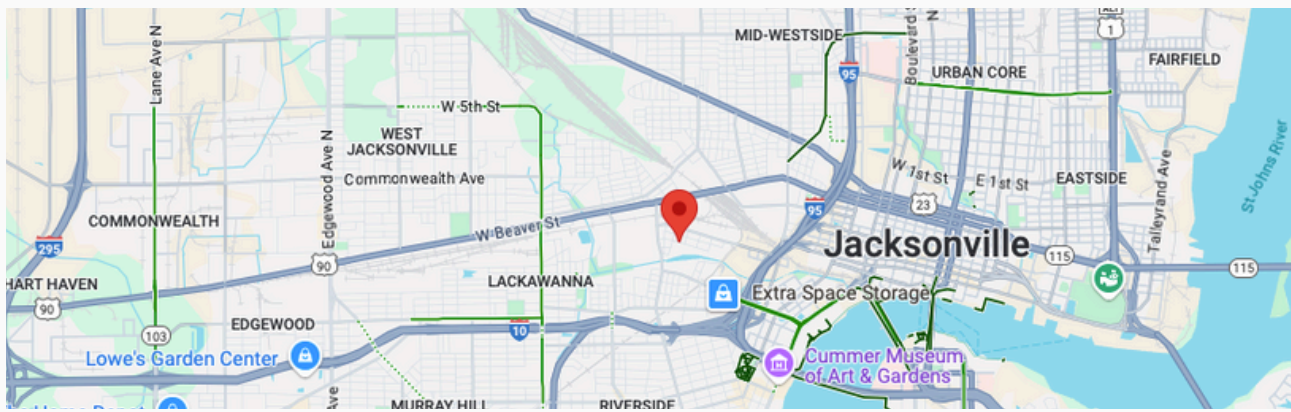 MID-WESTSIDE
95
Boulevard
N
1
FAIRFIELD
URBAN CORE
Lane Ave N
W 5th St
WEST
JACKSONVILLE
Commonwealth Ave
Edgewood Ave N
W 1st St
E 1st St
EASTSIDE
Talleyrand Ave
St Johns River
COMMONWEALTH
295
W Beaver St
90
95
23
Jacksonville
115
115
HART HAVEN
90
LACKAWANNA
Extra Space Storage
103
EDGEWOOD
10
Lowe's Garden Center
Cummer Museum
of Art & Gardens
Ave
MURRAY HILL
RIVERSIDE